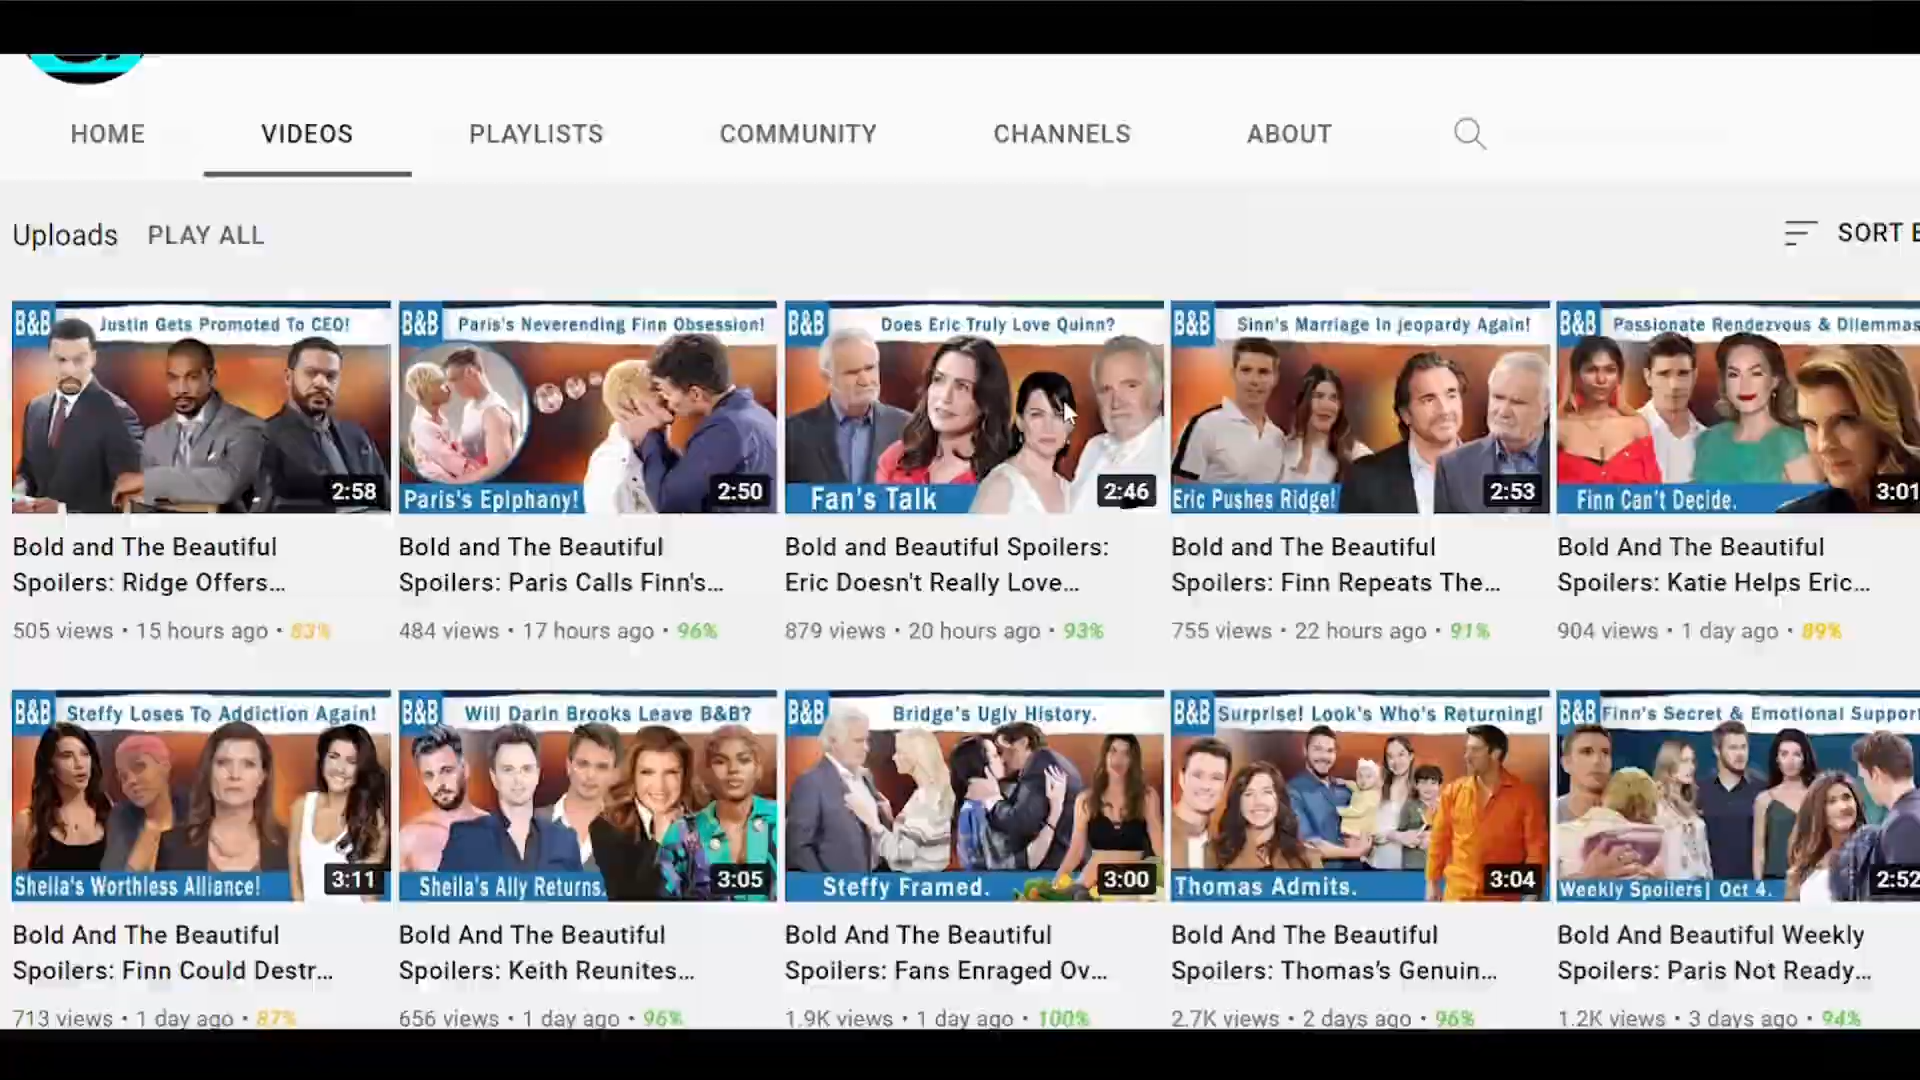 HOME VIDEOS PLAYLISTS COMMUNITY CHANNELS ABOUT
Uploads PLAY ALL
SORT
B&B Justin Gets Promoted To CEO!
2:58
Bold and The Beautiful
Spoilers: Ridge Offers...
505 views • 15 hours ago • 83%
B&B Paris's Neverending Finn Obsession!
Paris's Epiphany!
2:50
Bold and The Beautiful
Spoilers: Paris Calls Finn's...
484 views • 17 hours ago • 96%
B&B Does Eric Truly Love Quinn?
Fan's Talk
2:46
Bold and Beautiful Spoilers:
Eric Doesn't Really Love...
879 views • 20 hours ago • 93%
B&B Sinn's Marriage In Jeopardy Again!
Eric Pushes Ridge!
2:53
Bold and The Beautiful
Spoilers: Finn Repeats The...
755 views • 22 hours ago • 91%
B&B Passionate Rendezvous & Dilemmas
Finn Can't Decide.
3:01
Bold And The Beautiful
Spoilers: Katie Helps Eric...
904 views • 1 day ago • 89%
B&B Steffy Loses To Addiction Again!
Sheila's Worthless Alliance!
3:11
Bold And The Beautiful
Spoilers: Finn Could Destr...
713 views • 1 day ago • 87%
B&B Will Darin Brooks Leave B&B?
Sheila's Ally Returns.
3:05
Bold And The Beautiful
Spoilers: Keith Reunites...
656 views • 1 day ago • 96%
B&B Bridge's Ugly History.
Steffy Framed.
3:00
Bold And The Beautiful
Spoilers: Fans Enraged Ov...
1.9K views • 1 day ago • 100%
B&B Surprise! Look's Who's Returning!
Thomas Admits.
3:04
Bold And The Beautiful
Spoilers: Thomas's Genuin...
2.7K views • 2 days ago • 96%
B&B Finn's Secret & Emotional Support
Weekly Spoilers| Oct 4.
2:52
Bold And Beautiful Weekly
Spoilers: Paris Not Ready...
1.2K views • 3 days ago • 94%